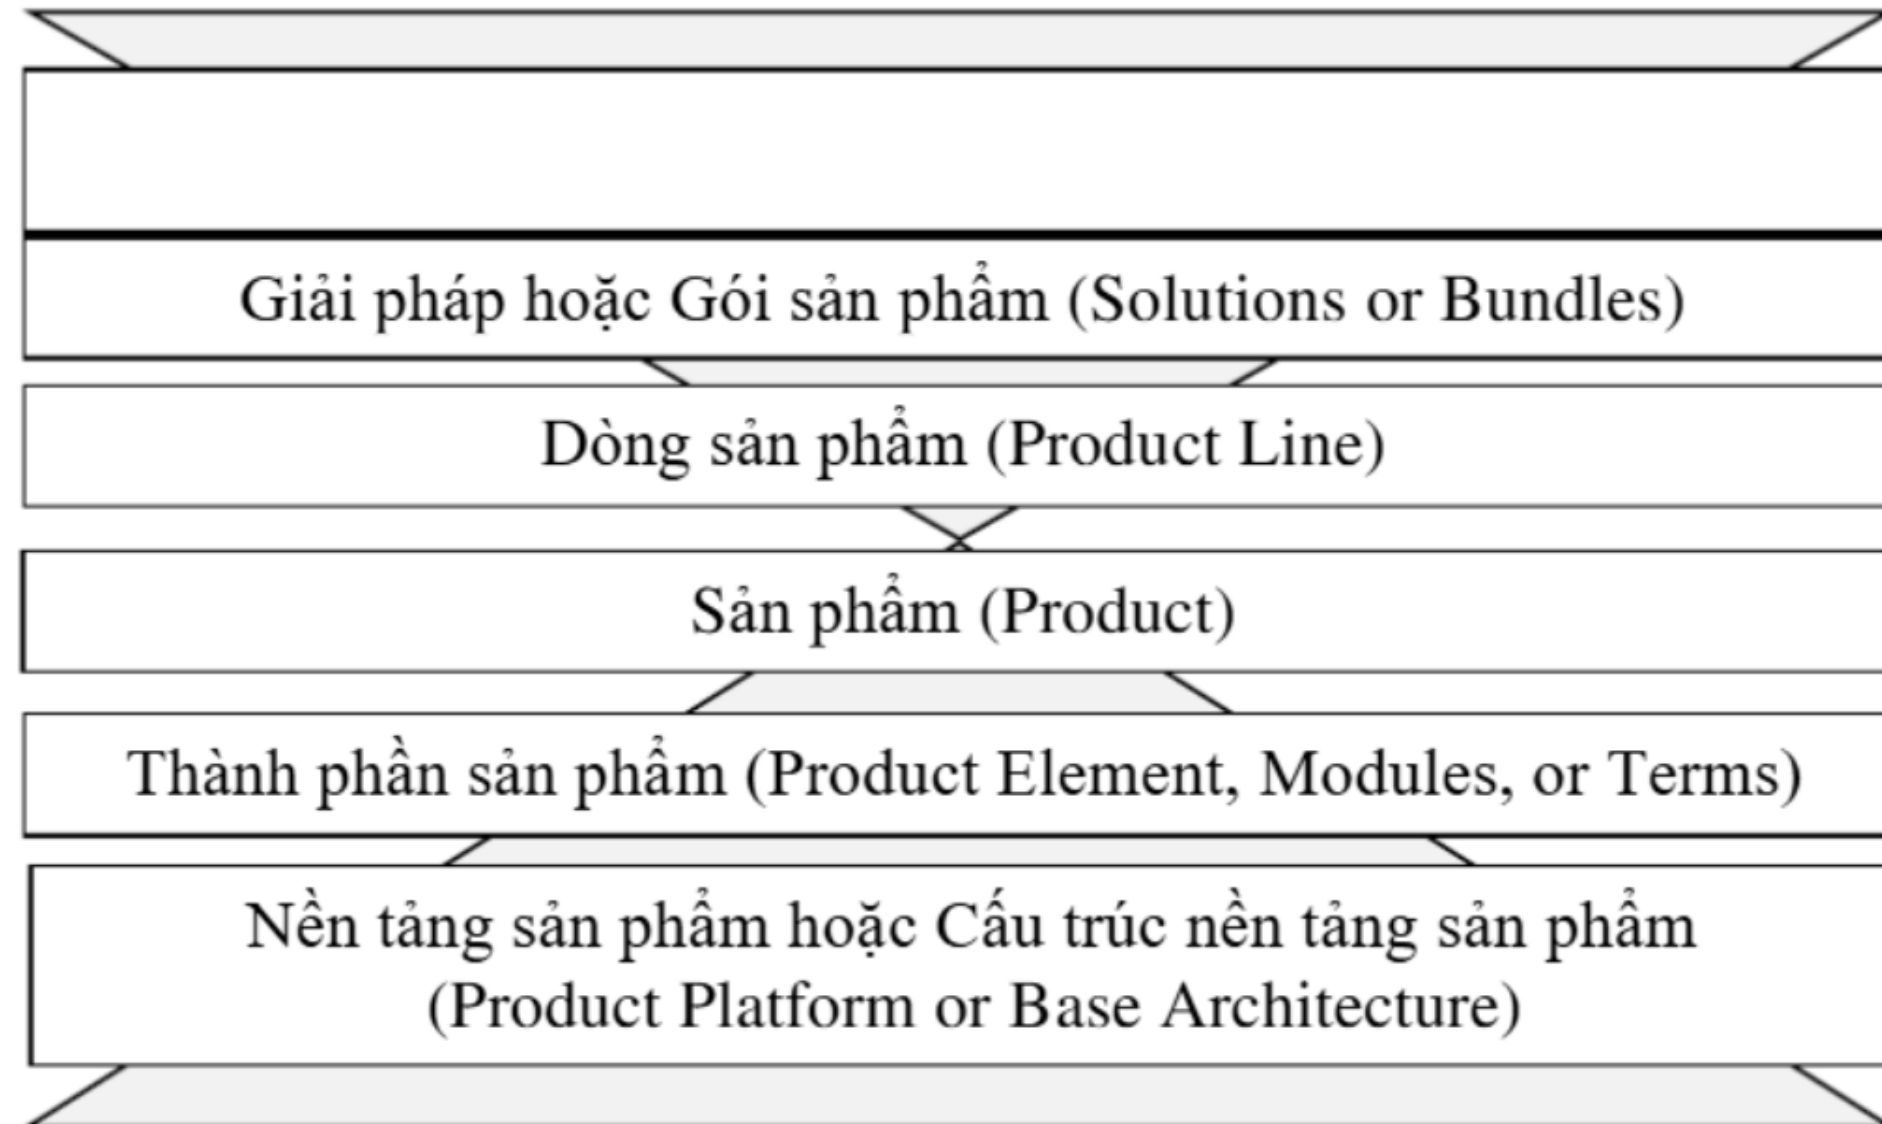 Giải pháp hoặc Gói sản phẩm (Solutions or Bundles)
Dòng sản phẩm (Product Line)
Sản phẩm (Product)
Thành phần sản phẩm (Product Element, Modules, or Terms)
Nền tảng sản phẩm hoặc Cấu trúc nền tảng sản phẩm
(Product Platform or Base Architecture)